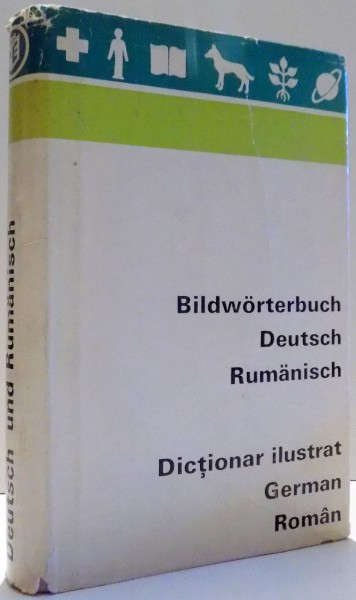 Bildwörterbuch
Deutsch
Rumänisch
Dicționar ilustrat
German
Român
Deutsch und Rumänisch